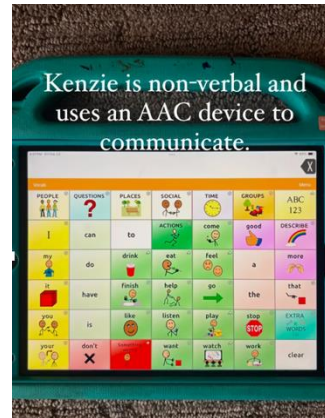 Kenzie is non-verbal and
uses an AAC device to
communicate.
PEOPLE QUESTIONS PLACES SOCIAL TIME GROUPS ABC 123
I can to ACTIONS come good DESCRIBE
my do drink eat feel a more
it have finish help go the that
you is like listen play stop EXTRA WORDS
STOP
your don't want watch work clear